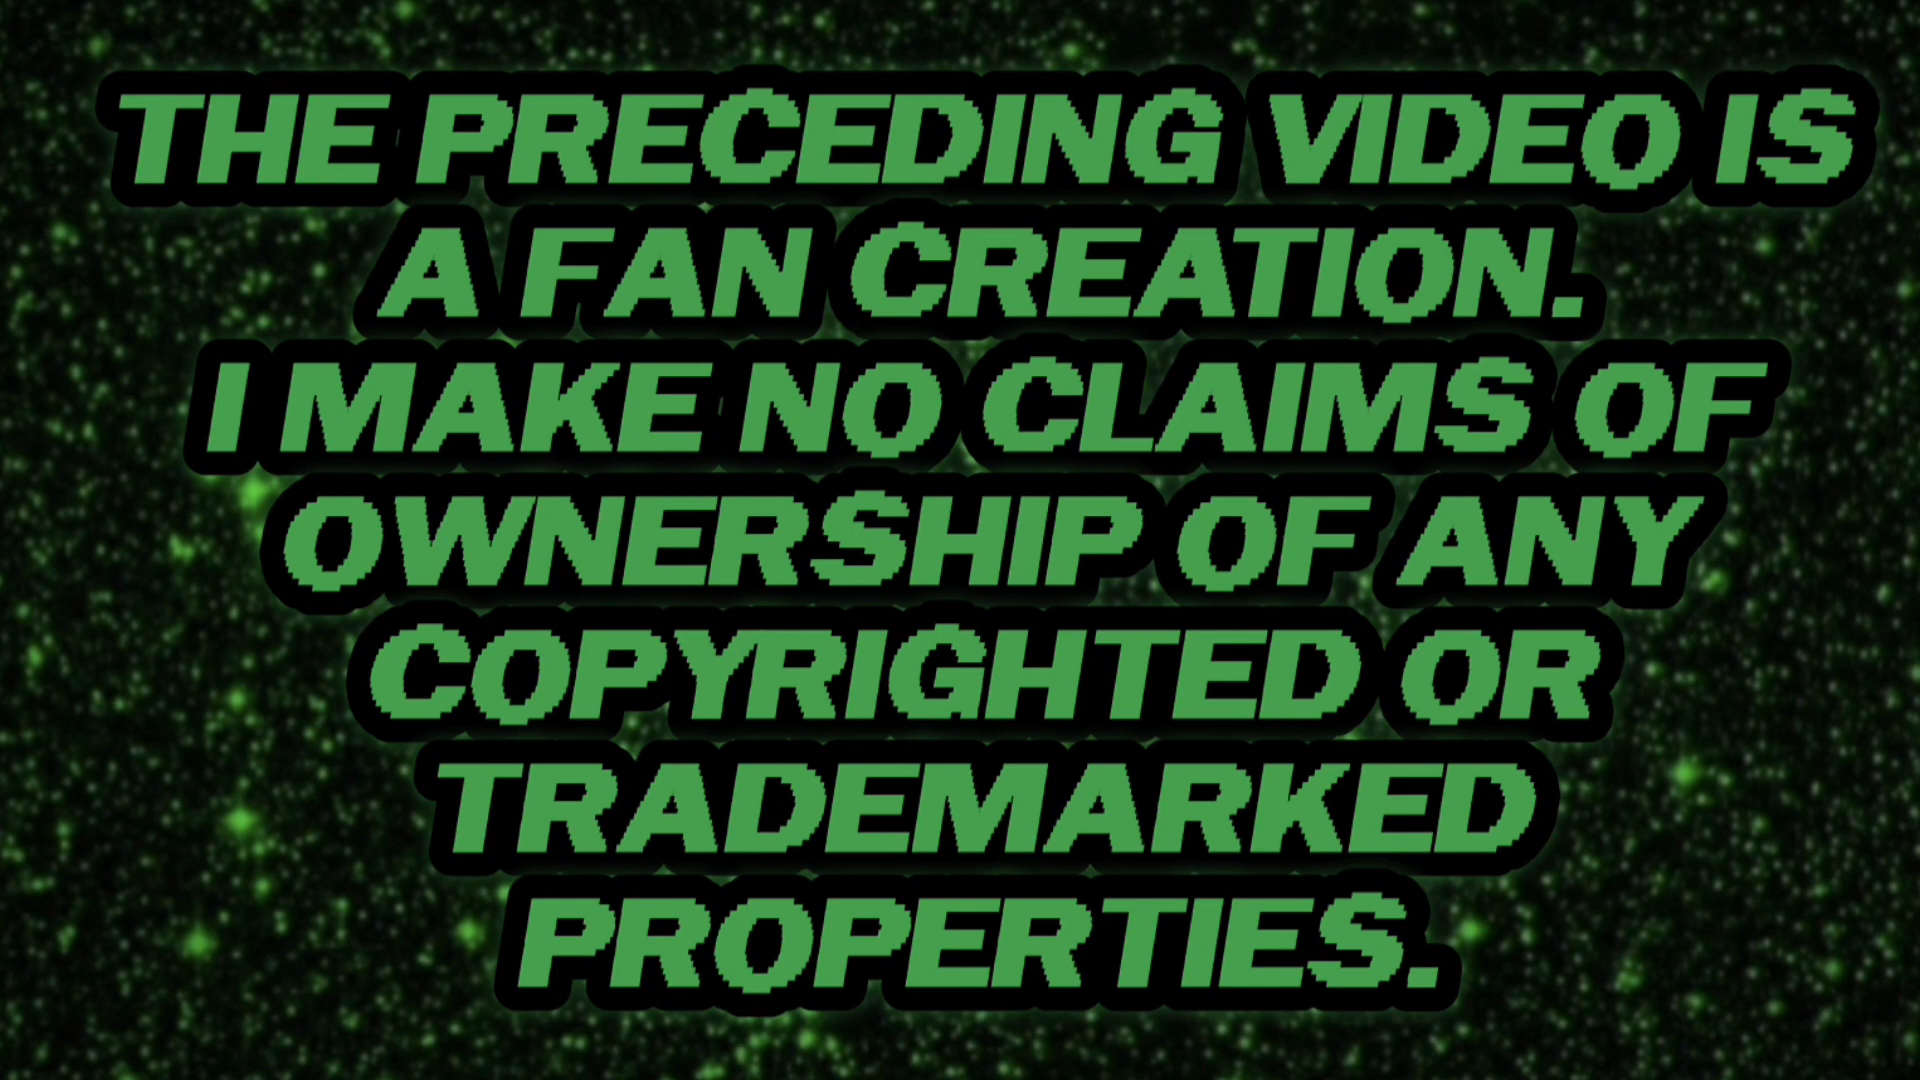 THE PRECEDING VIDEO IS
A FAN CREATION.
I MAKE NO CLAIMS OF
OWNERSHIP OF ANY
COPYRIGHTED OR
TRADEMARKED
PROPERTIES.